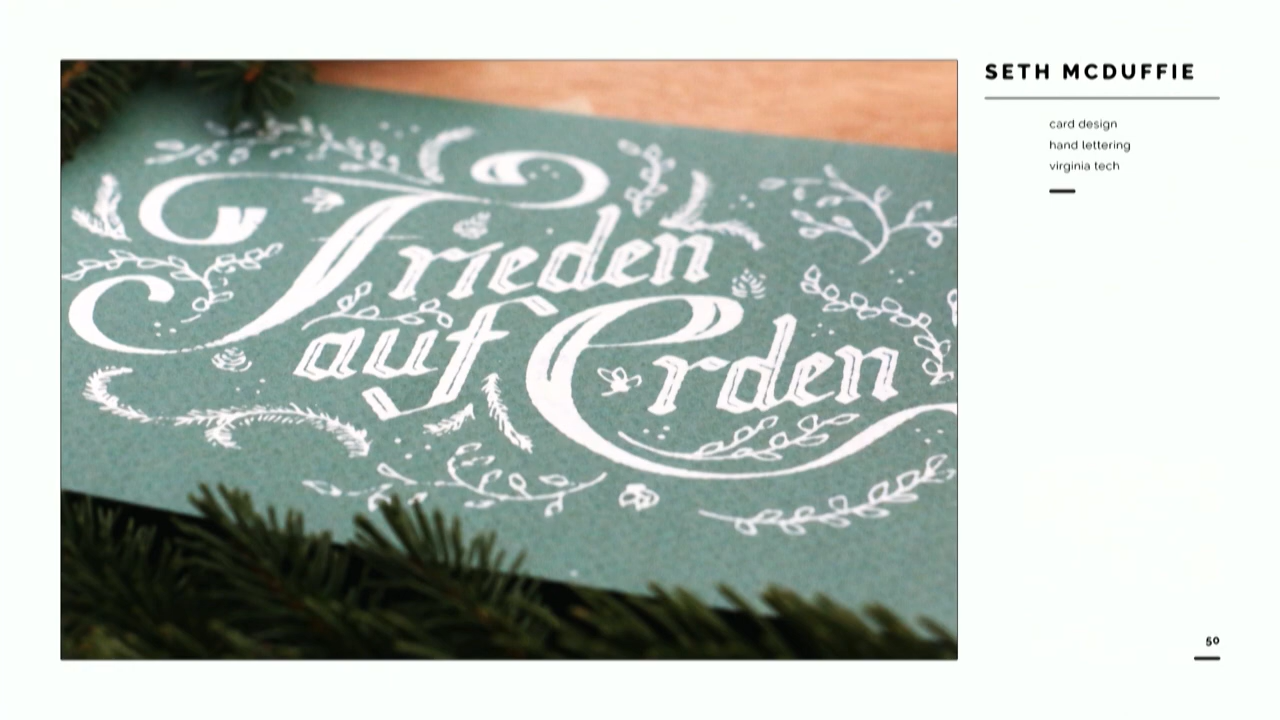 Frieden
auf Erden
SETH MCDUFFIE
card design
hand lettering
virginia tech
50